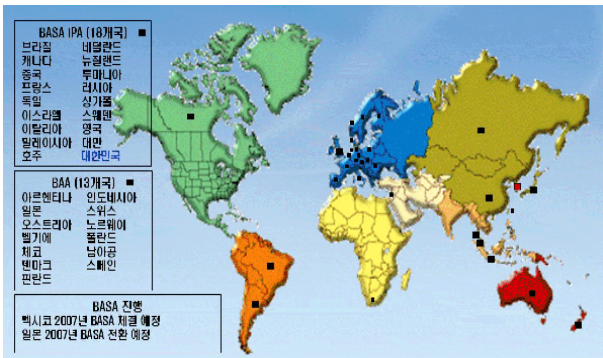 BASA IPA (18개국) ■
브라질 네덜란드
캐나다 뉴질랜드
중국 루마니아
프랑스 러시아
독일 싱가폴
이스라엘 스웨덴
이탈리아 영국
말레이시아 대만
호주 대한민국
BAA (13개국) ■
아르헨티나 인도네시아
일본 스위스
오스트리아 노르웨이
벨기에 폴란드
체코 남아공
덴마크 스페인
핀란드
BASA 진행
멕시코 2007년 BASA 체결 예정
일본 2007년 BASA 전환 예정